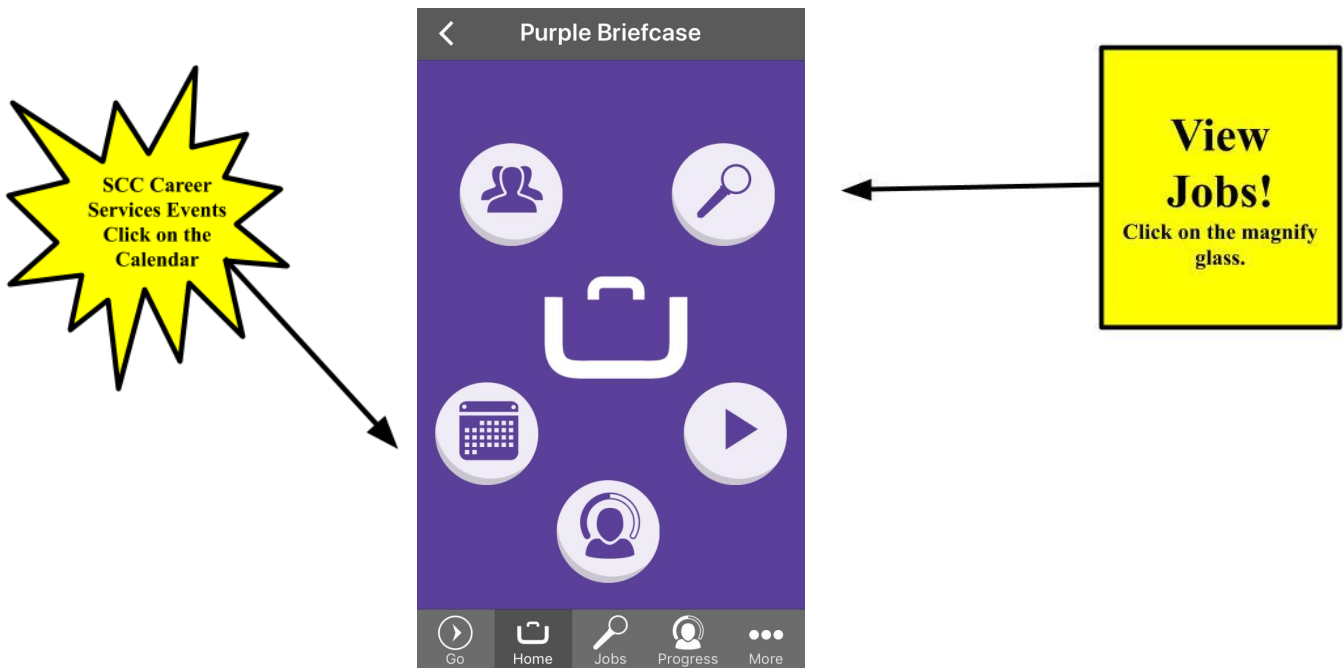 Purple Briefcase
SCC Career
Services Events
Click on the
Calendar
View
Jobs!
Click on the magnify
glass.
Go
Home
Jobs
Progress
More